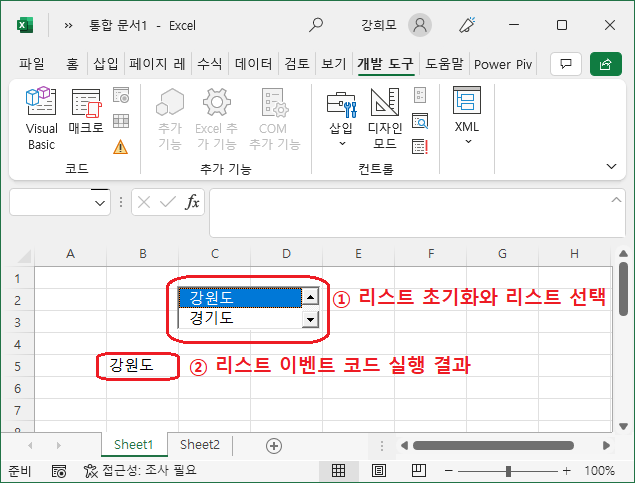 통합 문서1 - Excel 강희모
파일 홈 삽입 페이지 레 수식 데이터 검토 보기 개발 도구 도움말 Power Piv
Visual Basic 매크로 추가 기능 Excel 추가 기능 COM 추가 기능 삽입 디자인 모드 XML
코드 추가 기능 컨트롤
fx
A B C D E F G H
1
2 강원도 ① 리스트 초기화와 리스트 선택
3 경기도
4
5 강원도 ② 리스트 이벤트 코드 실행 결과
6
7
8
Sheet1 Sheet2
준비 접근성: 조사 필요 100%